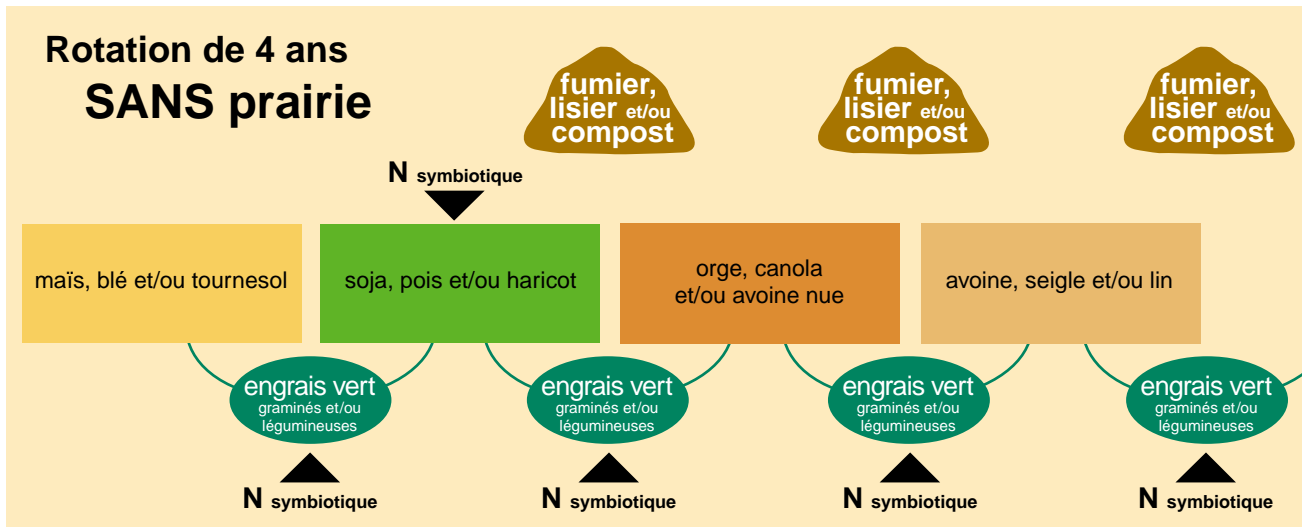 Rotation de 4 ans
SANS prairie
fumier,
lisier et/ou
compost
fumier,
lisier et/ou
compost
fumier,
lisier et/ou
compost
N symbiotique
maïs, blé et/ou tournesol
soja, pois et/ou haricot
orge, canola
et/ou avoine nue
avoine, seigle et/ou lin
engrais vert
graminés et/ou
légumineuses
engrais vert
graminés et/ou
légumineuses
engrais vert
graminés et/ou
légumineuses
engrais vert
graminés et/ou
légumineuses
N symbiotique
N symbiotique
N symbiotique
N symbiotique